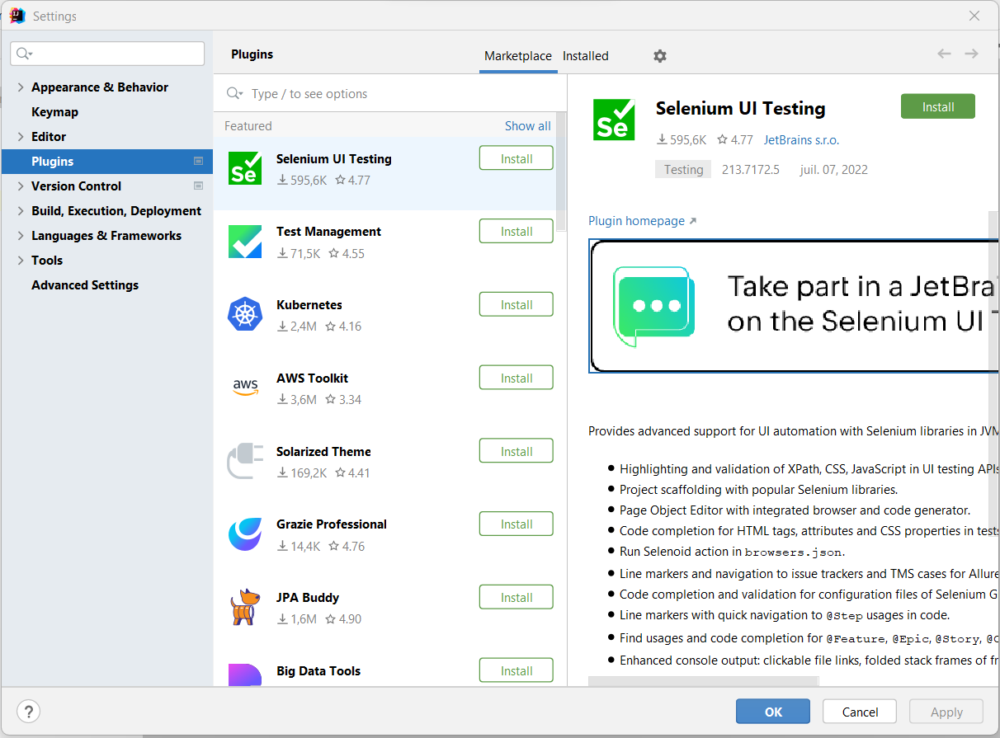 Settings
Appearance & Behavior
Keymap
Editor
Plugins
Version Control
Build, Execution, Deployment
Languages & Frameworks
Tools
Advanced Settings
Plugins
Marketplace Installed
Type / to see options
Featured Show all
Selenium UI Testing Install
595,6K 4.77
Test Management Install
71,5K 4.55
Kubernetes Install
2,4M 4.16
aws
AWS Toolkit Install
3,6M 3.34
Solarized Theme Install
169,2K 4.41
Grazie Professional Install
14,4K 4.76
JPA Buddy Install
1,6M 4.90
Big Data Tools Install
Se
Selenium UI Testing Install
595,6K 4.77 JetBrains s.r.o.
Testing 213.7172.5 juil. 07, 2022
Plugin homepage
Take part in a JetBra
on the Selenium UI
Provides advanced support for UI automation with Selenium libraries in JVM
Highlighting and validation of XPath, CSS, JavaScript in UI testing APIs
Project scaffolding with popular Selenium libraries.
Page Object Editor with integrated browser and code generator.
Code completion for HTML tags, attributes and CSS properties in tests
Run Selenoid action in browsers.json.
Line markers and navigation to issue trackers and TMS cases for Allure
Code completion and validation for configuration files of Selenium G
Line markers with quick navigation to @Step usages in code.
Find usages and code completion for @Feature, @Epic, @Story,
Enhanced console output: clickable file links, folded stack frames of fr
? OK Cancel Apply